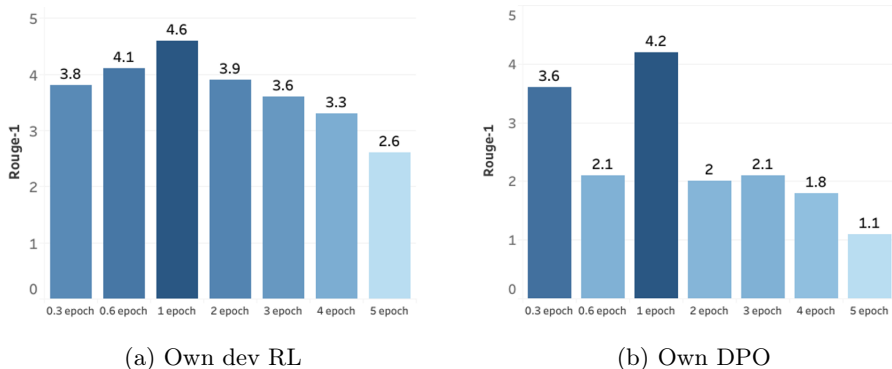 5
4
3
2
1
0
Rouge-1
3.8
4.1
4.6
3.9
3.6
3.3
2.6
0.3 epoch
0.6 epoch
1 epoch
2 epoch
3 epoch
4 epoch
5 epoch
(a) Own dev RL
5
4
3
2
1
0
Rouge-1
3.6
2.1
4.2
2
2.1
1.8
1.1
0.3 epoch
0.6 epoch
1 epoch
2 epoch
3 epoch
4 epoch
5 epoch
(b) Own DPO